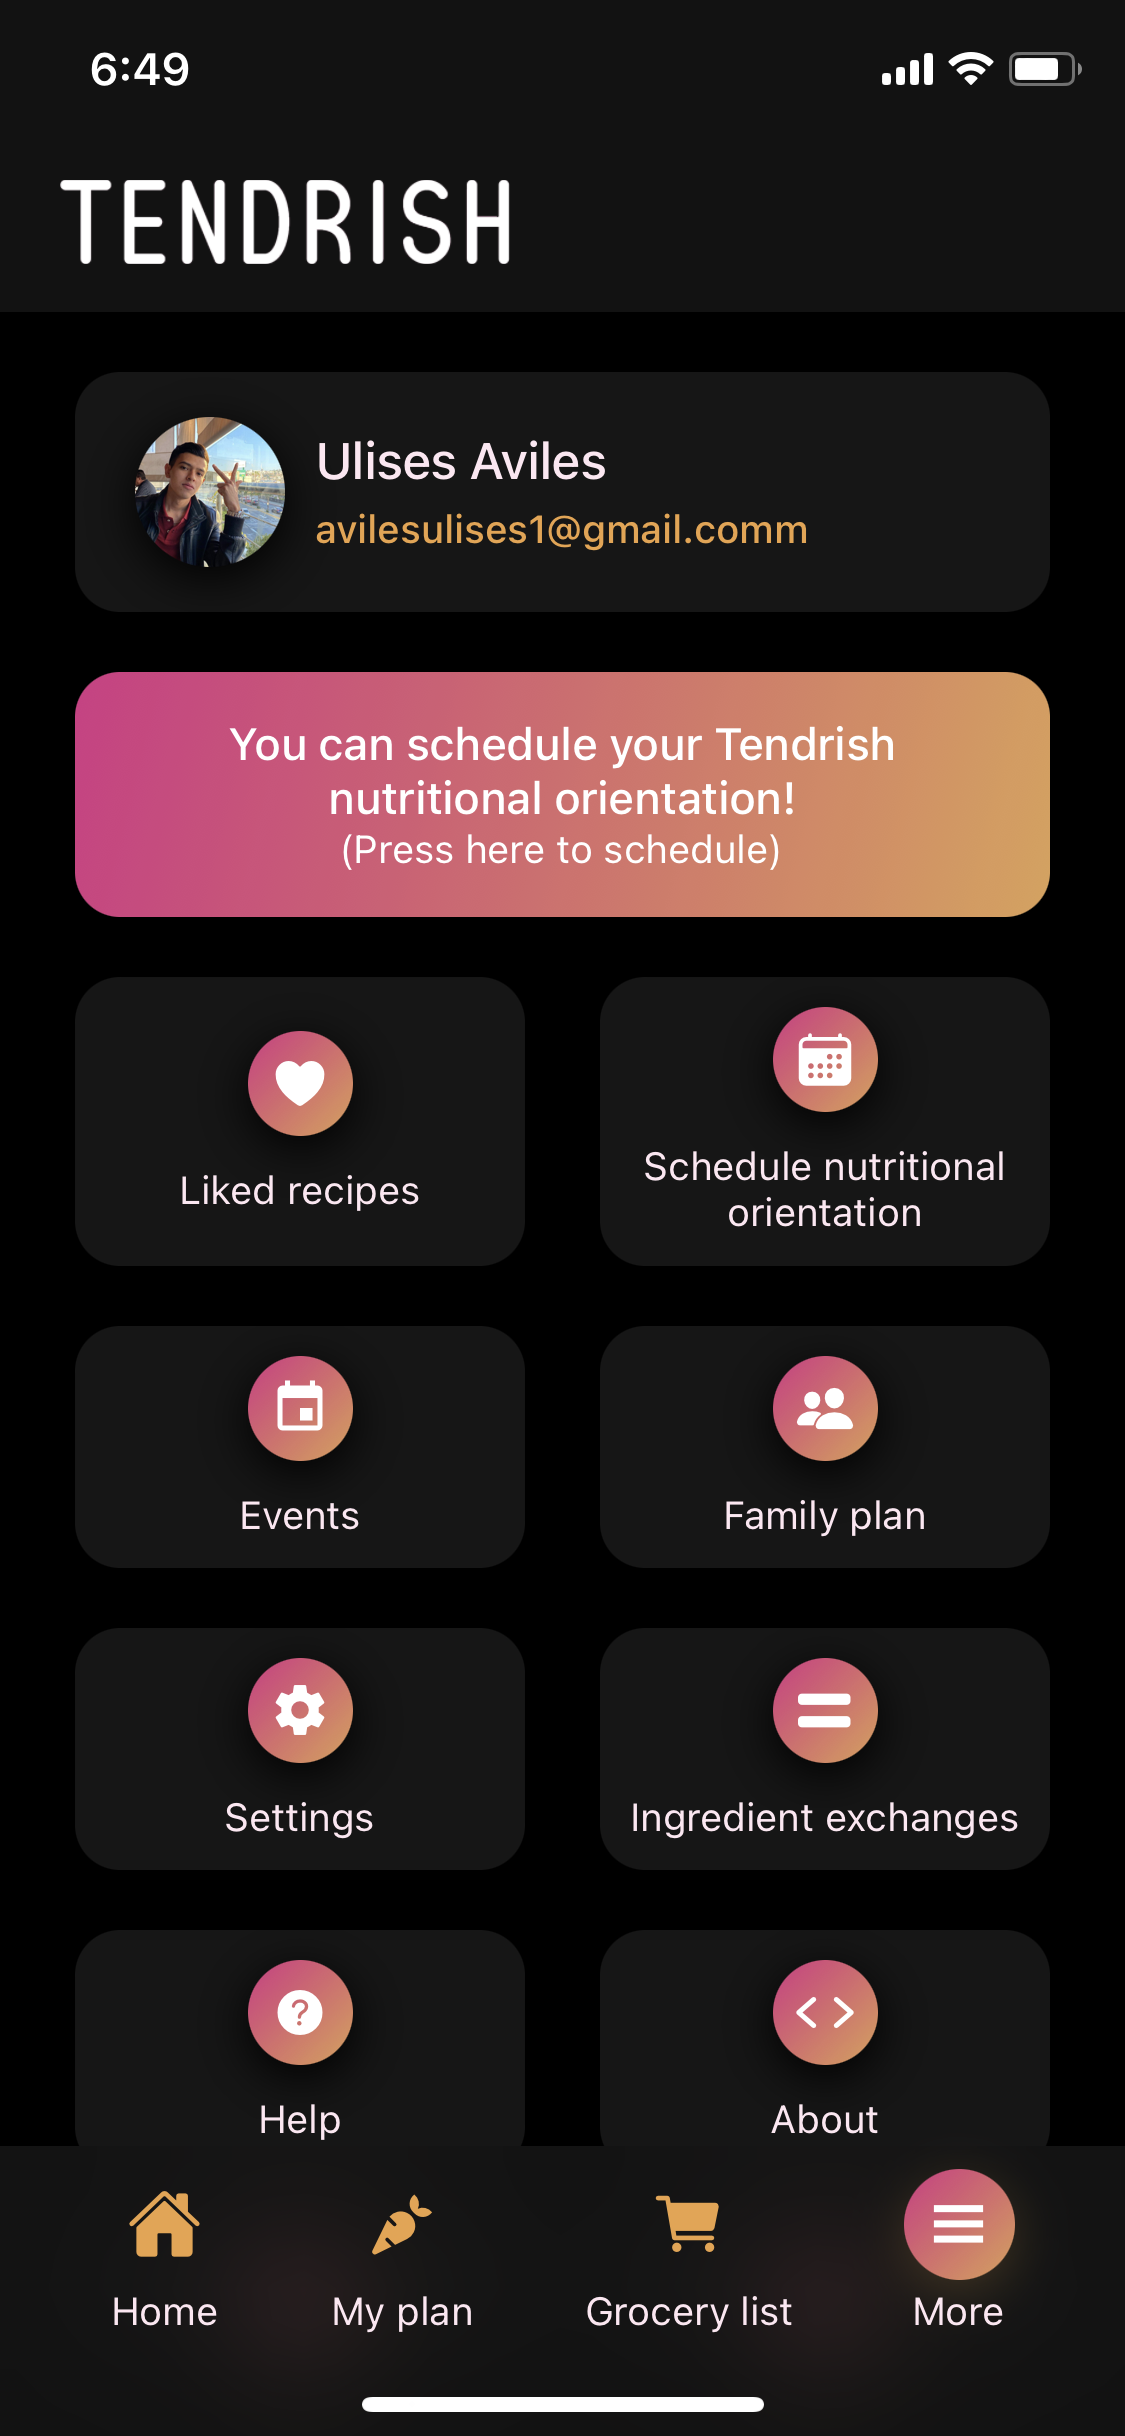 6:49
TENDRISH
Ulises Aviles
avilesulises1@gmail.comm
You can schedule your Tendrish
nutritional orientation!
(Press here to schedule)
Liked recipes
Schedule nutritional
orientation
Events
Family plan
Settings
Ingredient exchanges
Help
About
Home
My plan
Grocery list
More